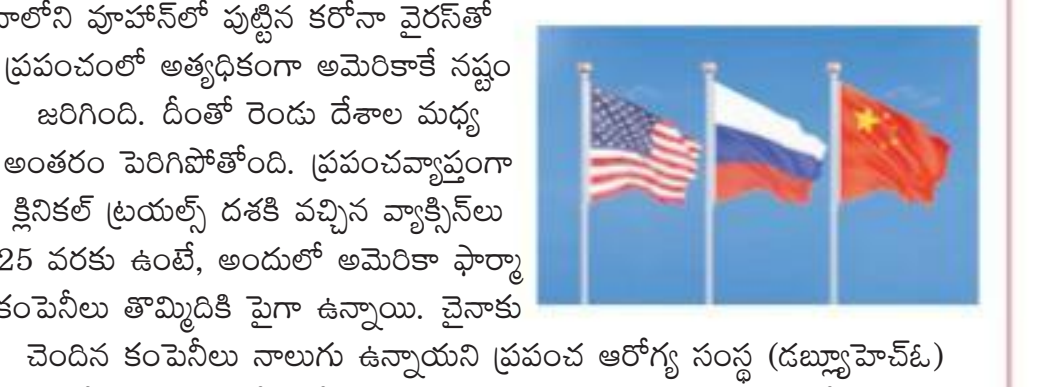 వూహాన్‌లో పుట్టిన కరోనా వైరస్‌తో
ప్రపంచంలో అత్యధికంగా అమెరికాకే నష్టం
జరిగింది. దీంతో రెండు దేశాల మధ్య
అంతరం పెరిగిపోతోంది. ప్రపంచవ్యాప్తంగా
క్లినికల్ ట్రయల్స్ దశకి వచ్చిన వ్యాక్సిన్‌లు
25 వరకు ఉంటే, అందులో అమెరికా ఫార్మా
కంపెనీలు తొమ్మిదికి పైగా ఉన్నాయి. చైనాకు
చెందిన కంపెనీలు నాలుగు ఉన్నాయని ప్రపంచ ఆరోగ్య సంస్థ (డబ్ల్యూహెచ్‌ఓ)